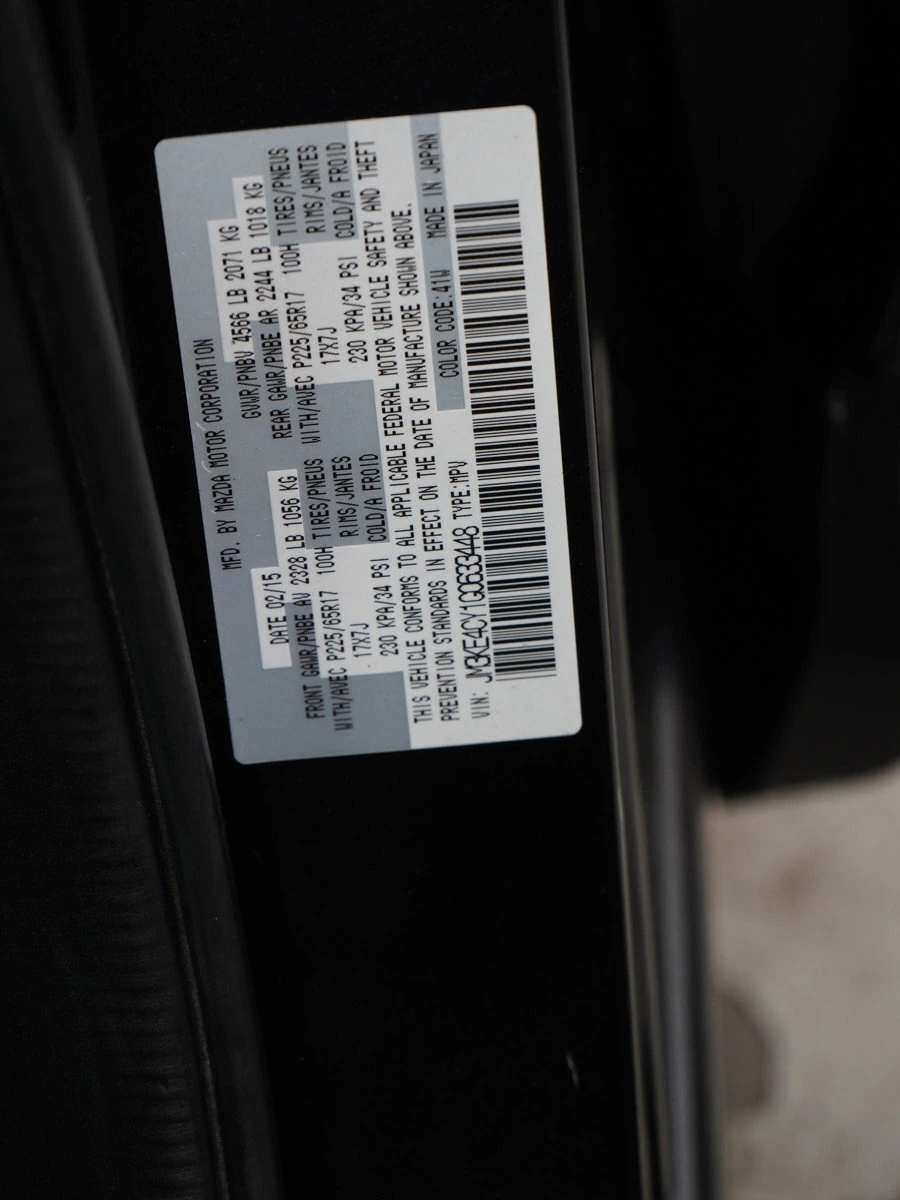 MFD. BY MAZDA MOTOR CORPORATION
DATE 02/15 GVWR/PNBV 4566 LB 2071 KG
FRONT GAWR/PNBE AV 2328 LB 1056 KG REAR GAWR/PNBE AR 2244 LB 1018 KG
WITH/AVEC P225/65R17 100H TIRES/PNEUS WITH/AVEC P225/65R17 100H TIRES/PNEUS
17X7J RIMS/JANTES 17X7J RIMS/JANTES
230 KPA/34 PSI COLD/A FROID 230 KPA/34 PSI COLD/A FROID
THIS VEHICLE CONFORMS TO ALL APPLICABLE FEDERAL MOTOR VEHICLE SAFETY AND THEFT
PREVENTION STANDARDS IN EFFECT ON THE DATE OF MANUFACTURE SHOWN ABOVE.
VIN: JM3KE4CY1G0633448 TYPE:MPV COLOR CODE:41W MADE IN JAPAN